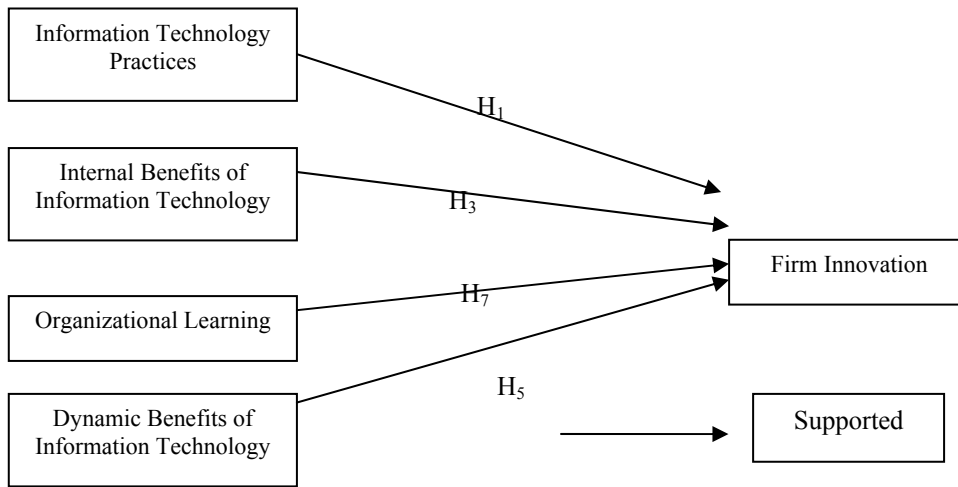 Information Technology
Practices
H₁
Internal Benefits of
Information Technology
H₃
Firm Innovation
Organizational Learning
H₇
Dynamic Benefits of
Information Technology
H₅
Supported